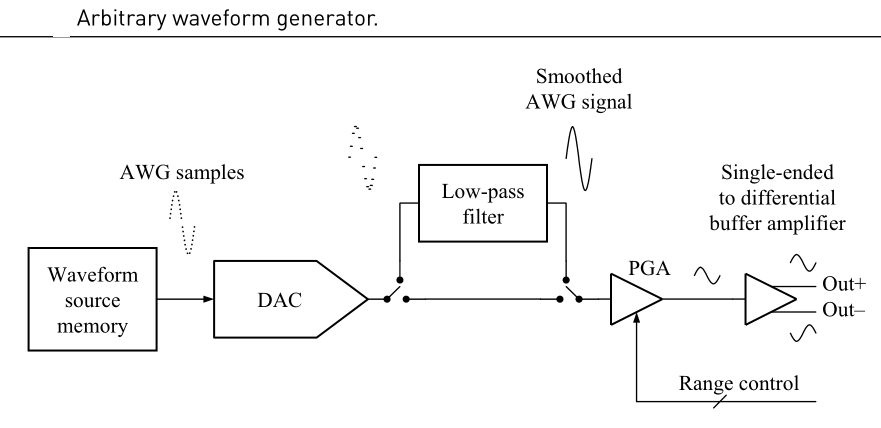 Arbitrary waveform generator.
Smoothed
AWG signal
AWG samples
Low-pass
filter
Single-ended
to differential
buffer amplifier
Waveform
source
memory
DAC
PGA
Out+
Out–
Range control